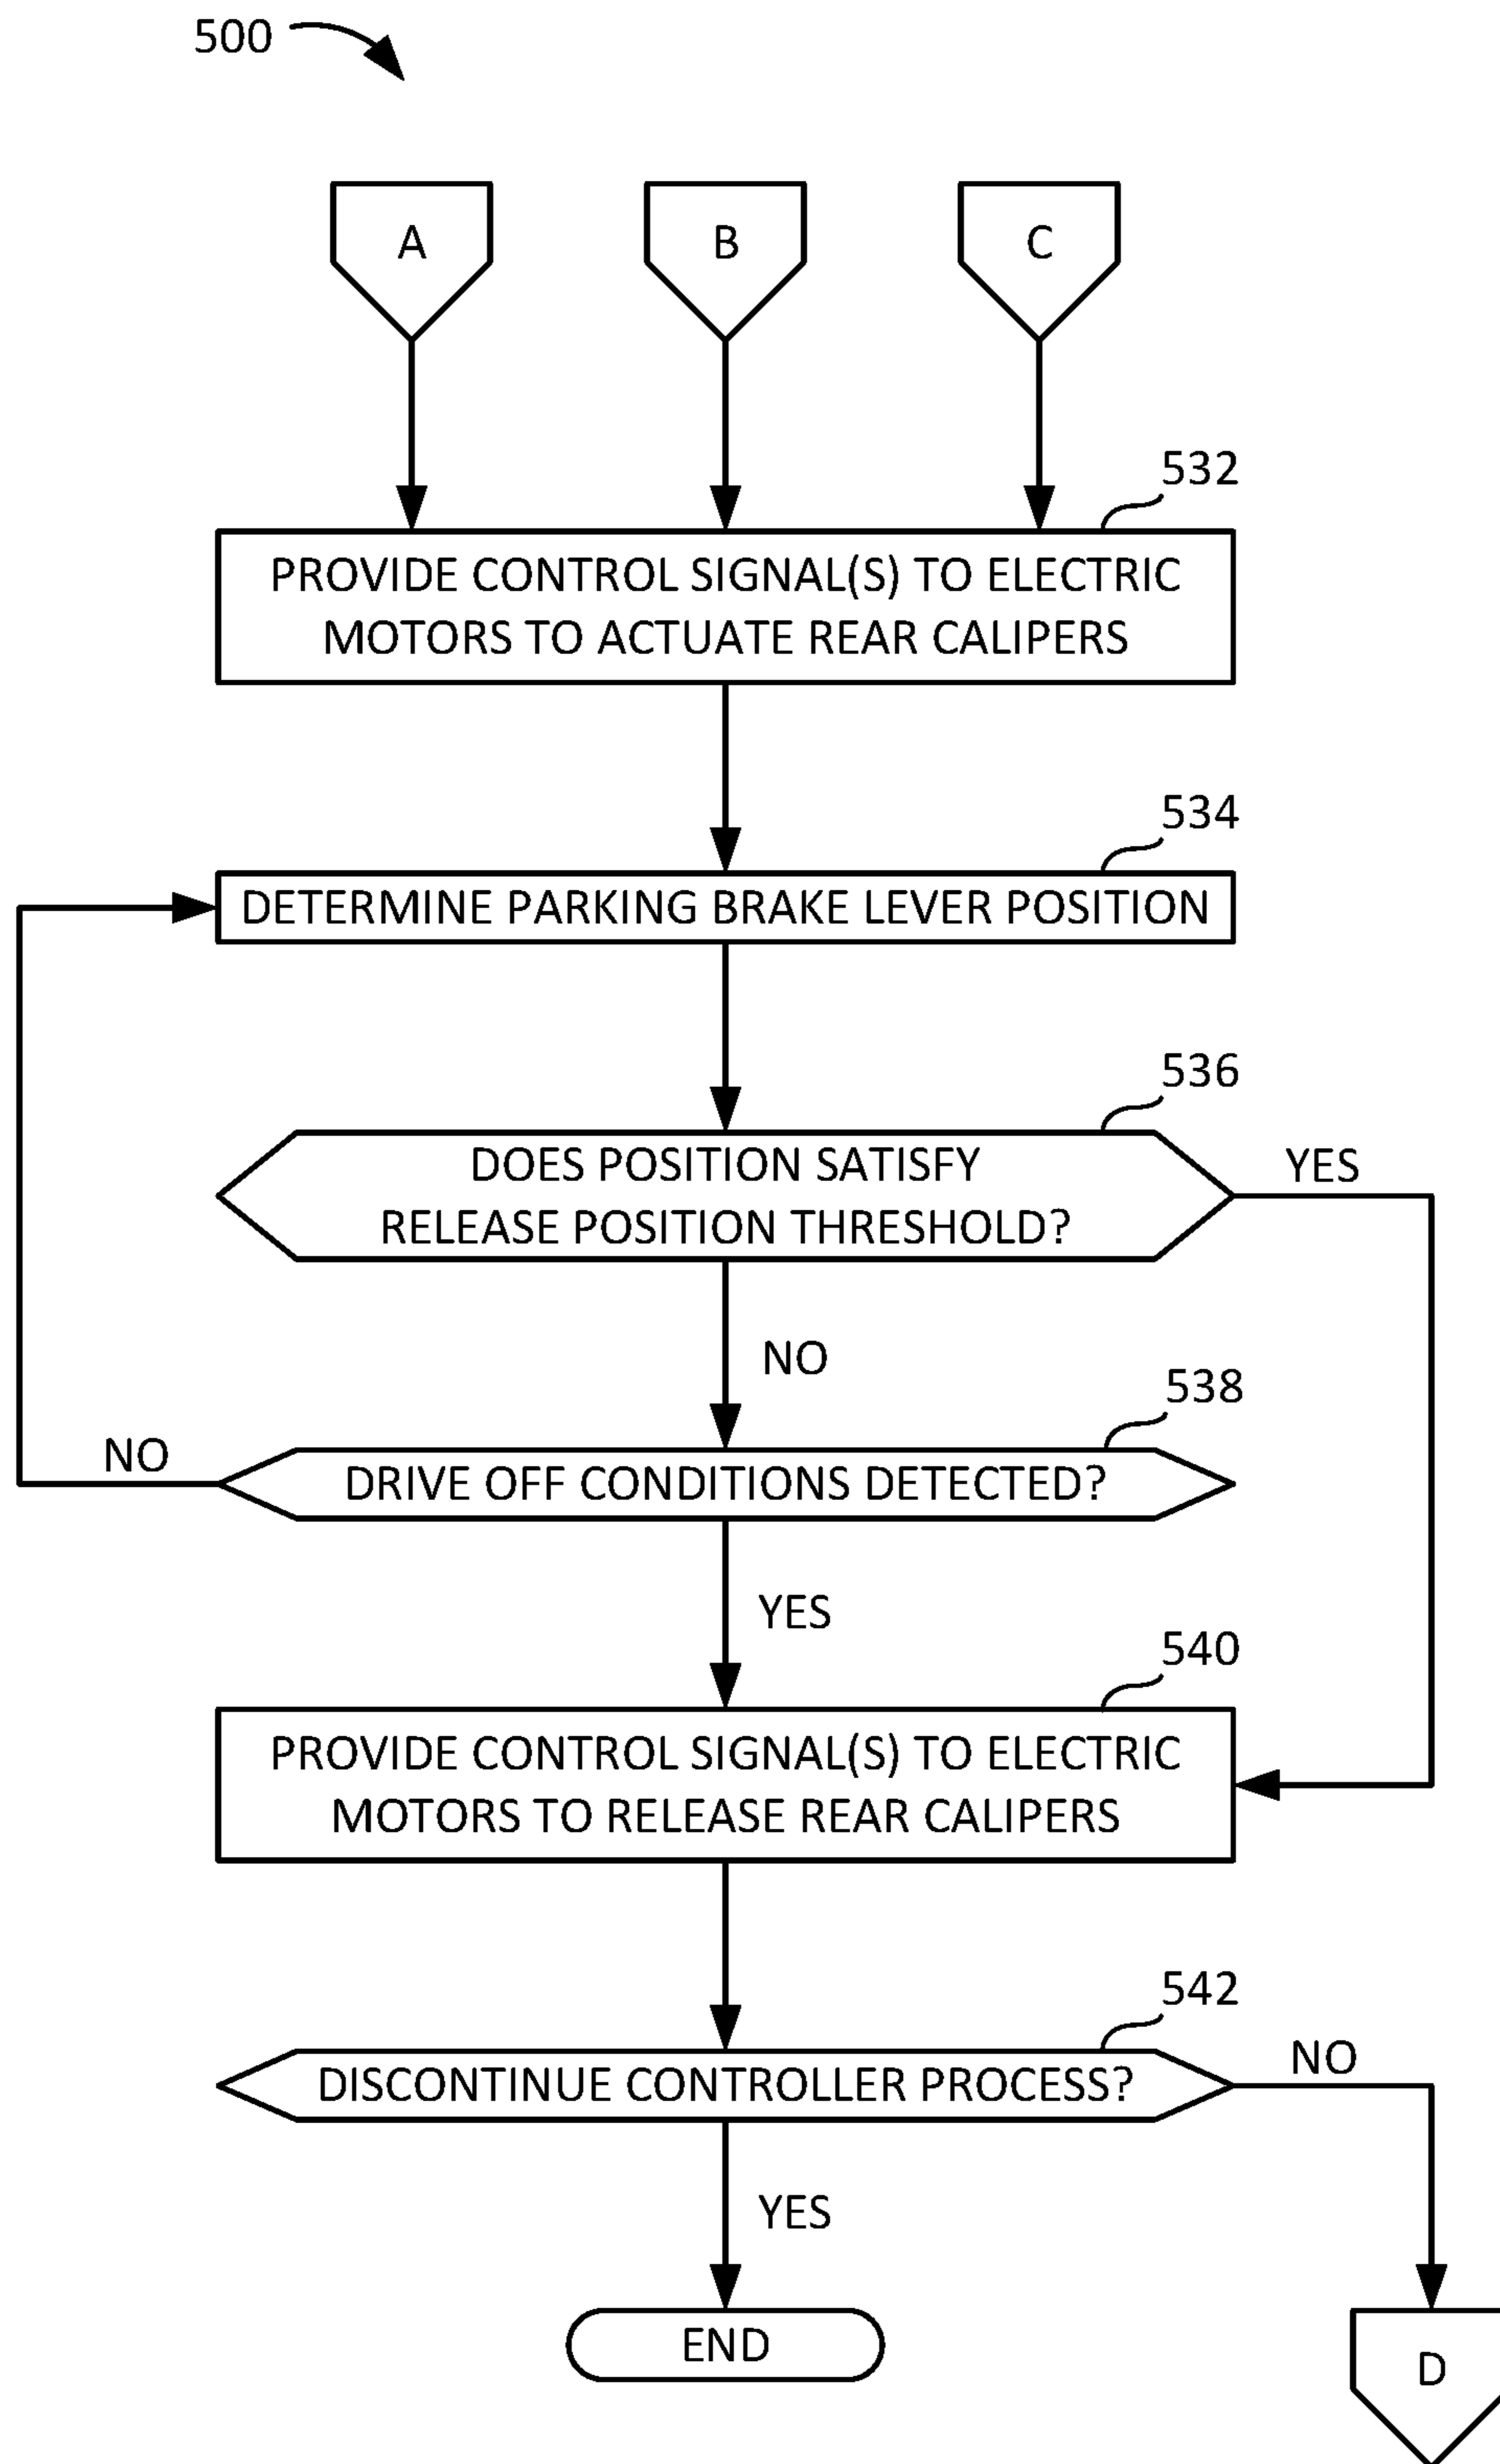 500
A
B
C
532
PROVIDE CONTROL SIGNAL(S) TO ELECTRIC
MOTORS TO ACTUATE REAR CALIPERS
534
DETERMINE PARKING BRAKE LEVER POSITION
536
DOES POSITION SATISFY
RELEASE POSITION THRESHOLD?
YES
NO
538
DRIVE OFF CONDITIONS DETECTED?
NO
YES
540
PROVIDE CONTROL SIGNAL(S) TO ELECTRIC
MOTORS TO RELEASE REAR CALIPERS
542
DISCONTINUE CONTROLLER PROCESS?
NO
YES
END
D